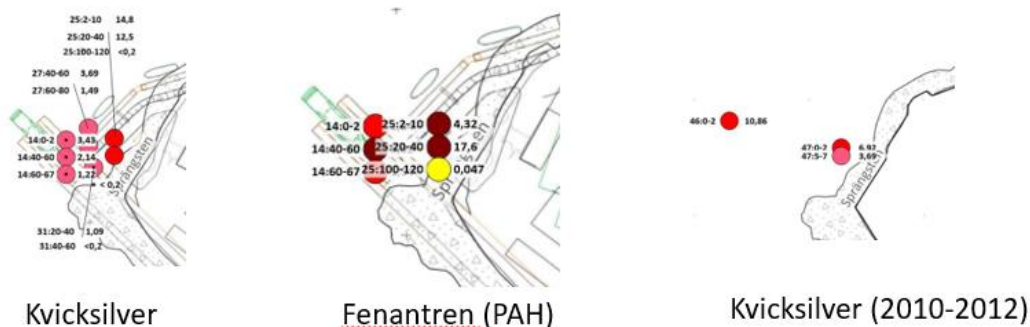 25:2-10 14,8
25:20-40 12,5
25:100-120 <0,2
27:40-60 3,69
27:60-80 1,49
14:0-2 3,43
14:40-60 2,14
14:60-67 1,22
< 0,2
Sprängsten
31:20-40 1,09
31:40-60 <0,2
Kvicksilver
14:0-2 25:2-10 4,32
14:40-60 25:20-40 17,6
14:60-67 25:100-120 0,047
Sprängsten
Fenantren (PAH)
46:0-2 10,86
47:0-2 6,92
47:5-7 3,69
Sprängsten
Kvicksilver (2010-2012)